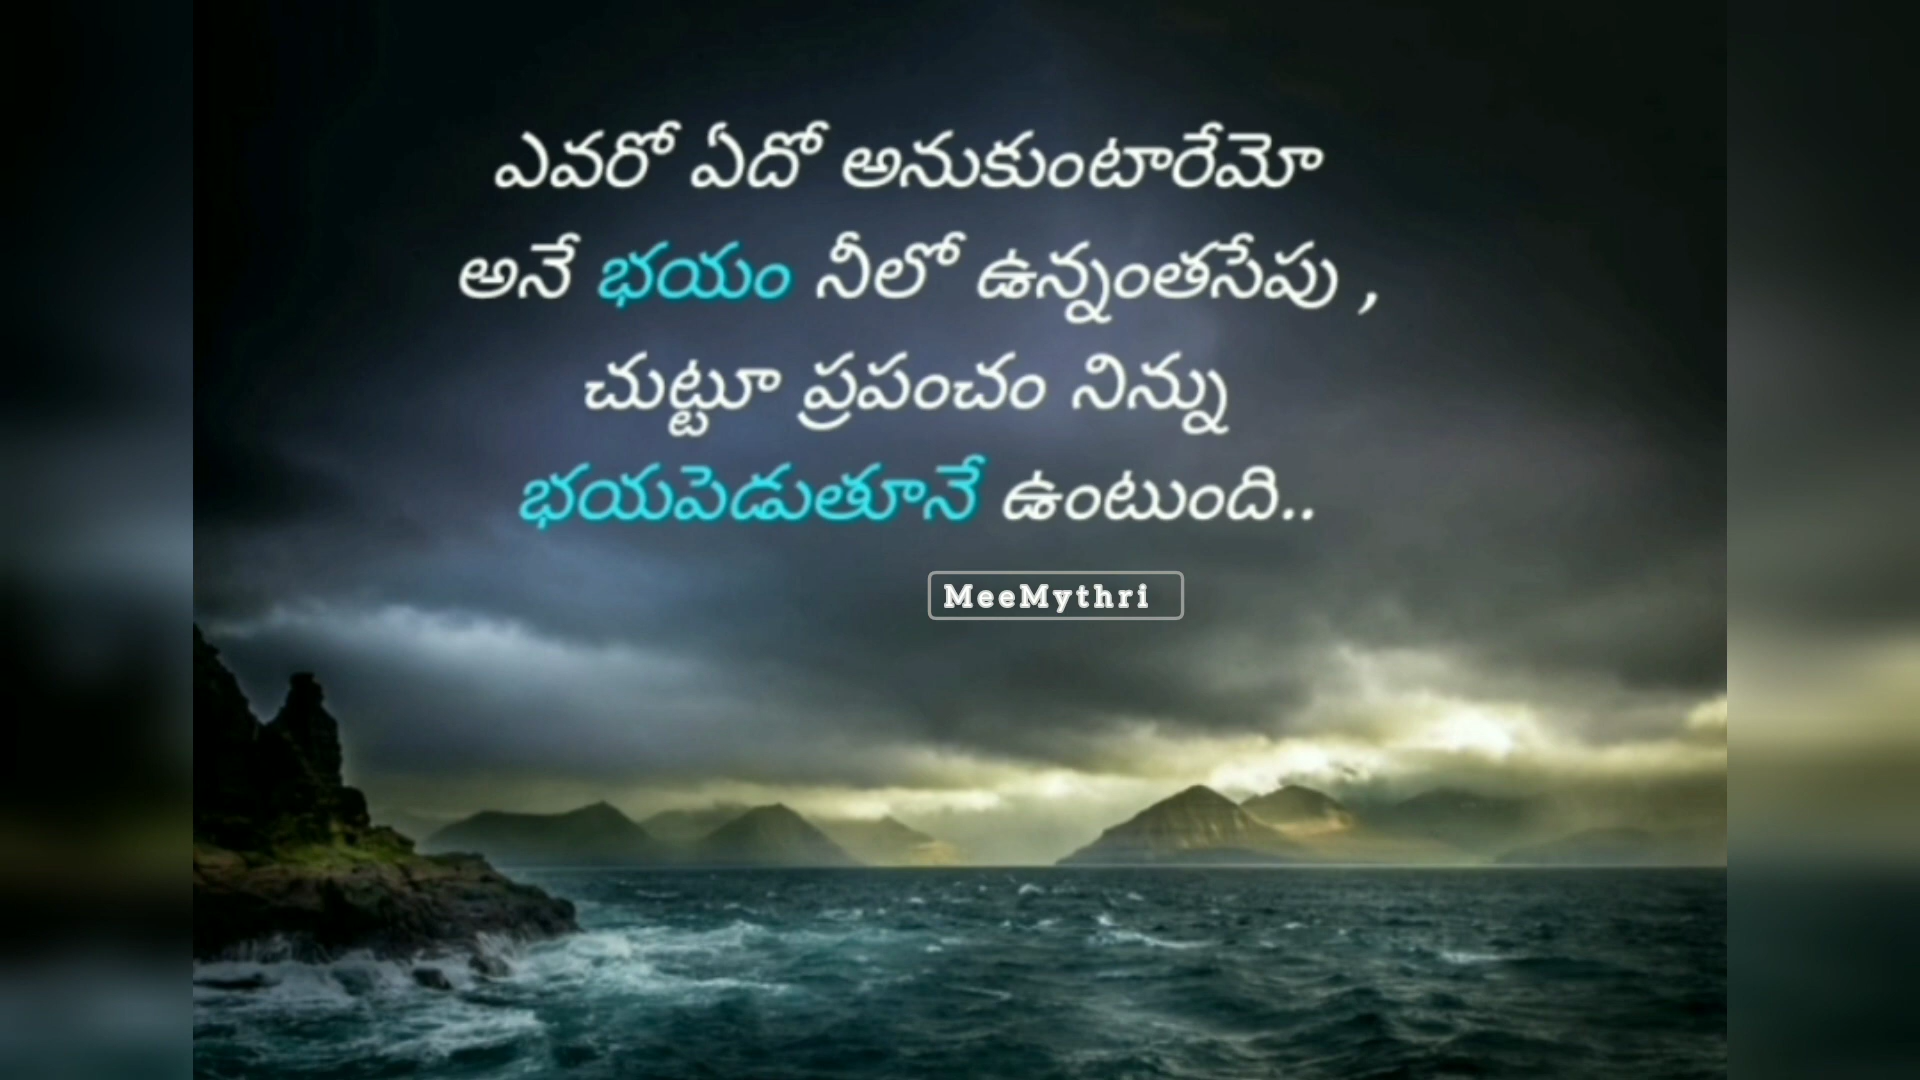 ఎవరో ఏదో అనుకుంటారేమో
అనే భయం నీలో ఉన్నంతసేపు ,
చుట్టూ ప్రపంచం నిన్ను
భయపెడుతూనే ఉంటుంది..
MeeMythri